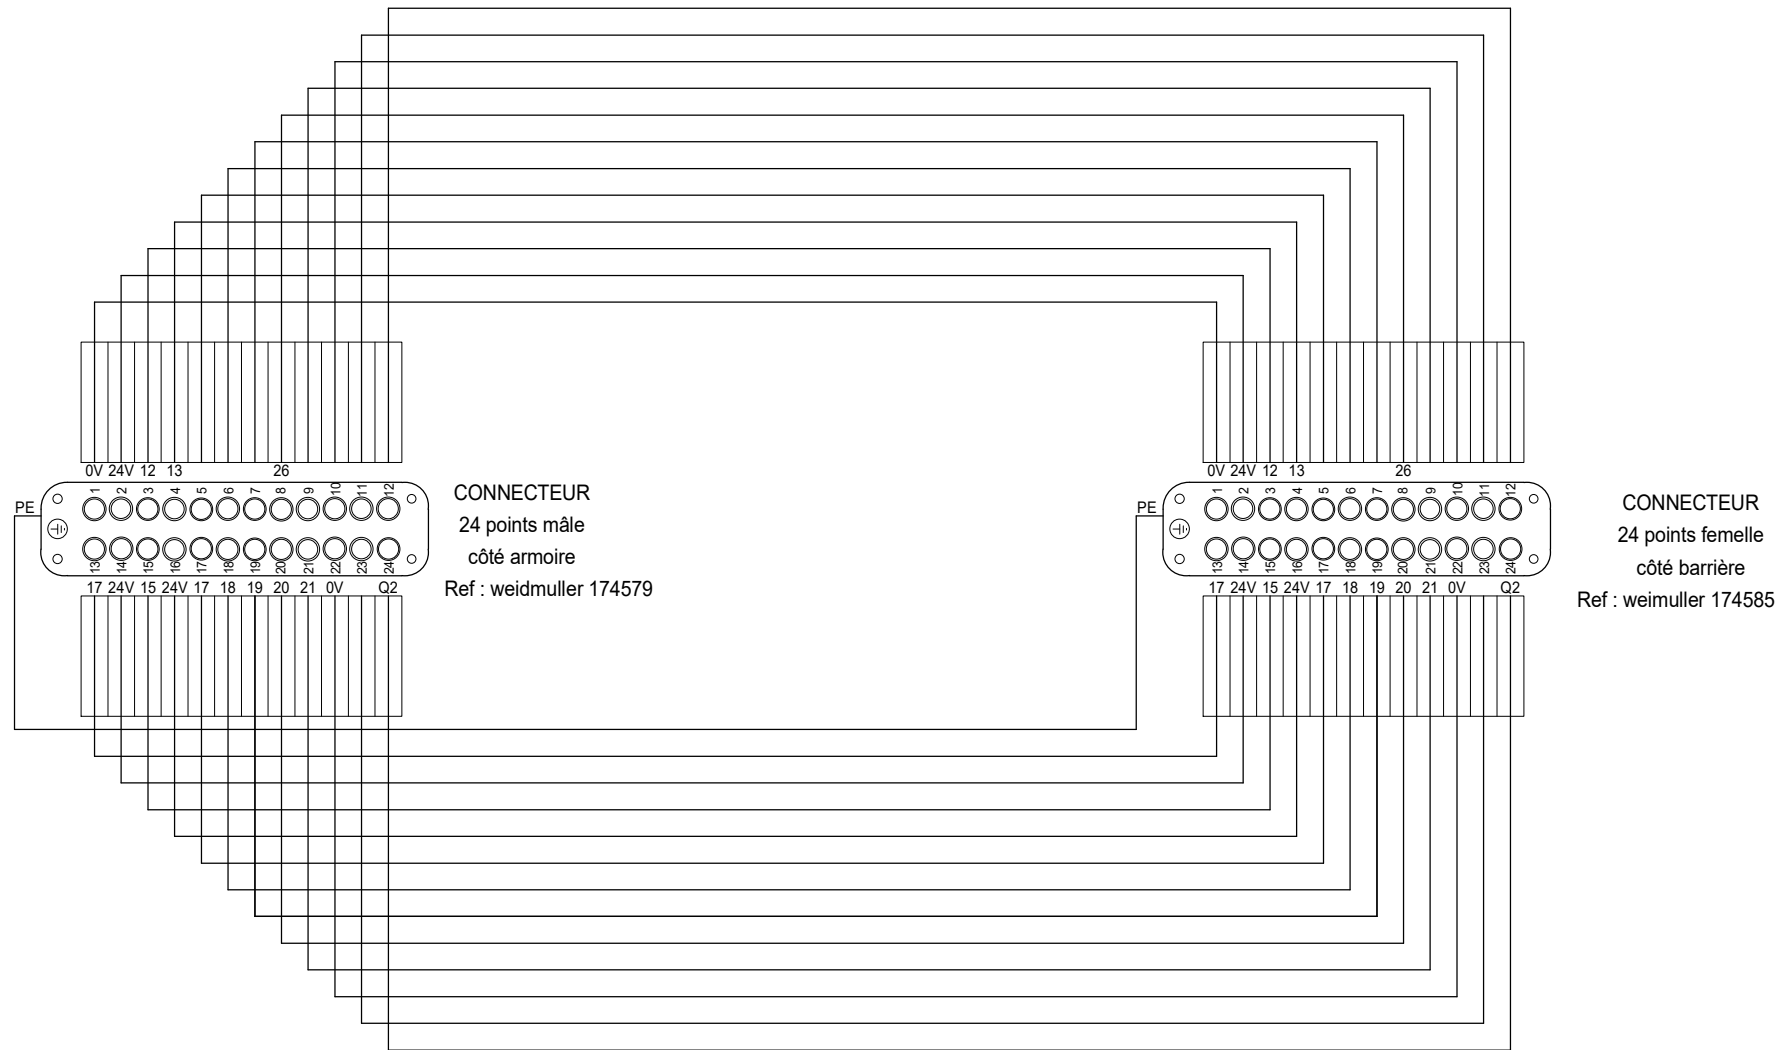 0V 24V 12 13 26
PE
1 2 3 4 5 6 7 8 9 10 11 12
13 14 15 16 17 18 19 20 21 22 23 24
17 24V 15 24V 17 18 19 20 21 0V Q2
CONNECTEUR
24 points mâle
côté armoire
Ref : weidmuller 174579
0V 24V 12 13 26
PE
1 2 3 4 5 6 7 8 9 10 11 12
13 14 15 16 17 18 19 20 21 22 23 24
17 24V 15 24V 17 18 19 20 21 0V Q2
CONNECTEUR
24 points femelle
côté barrière
Ref : weimuller 174585